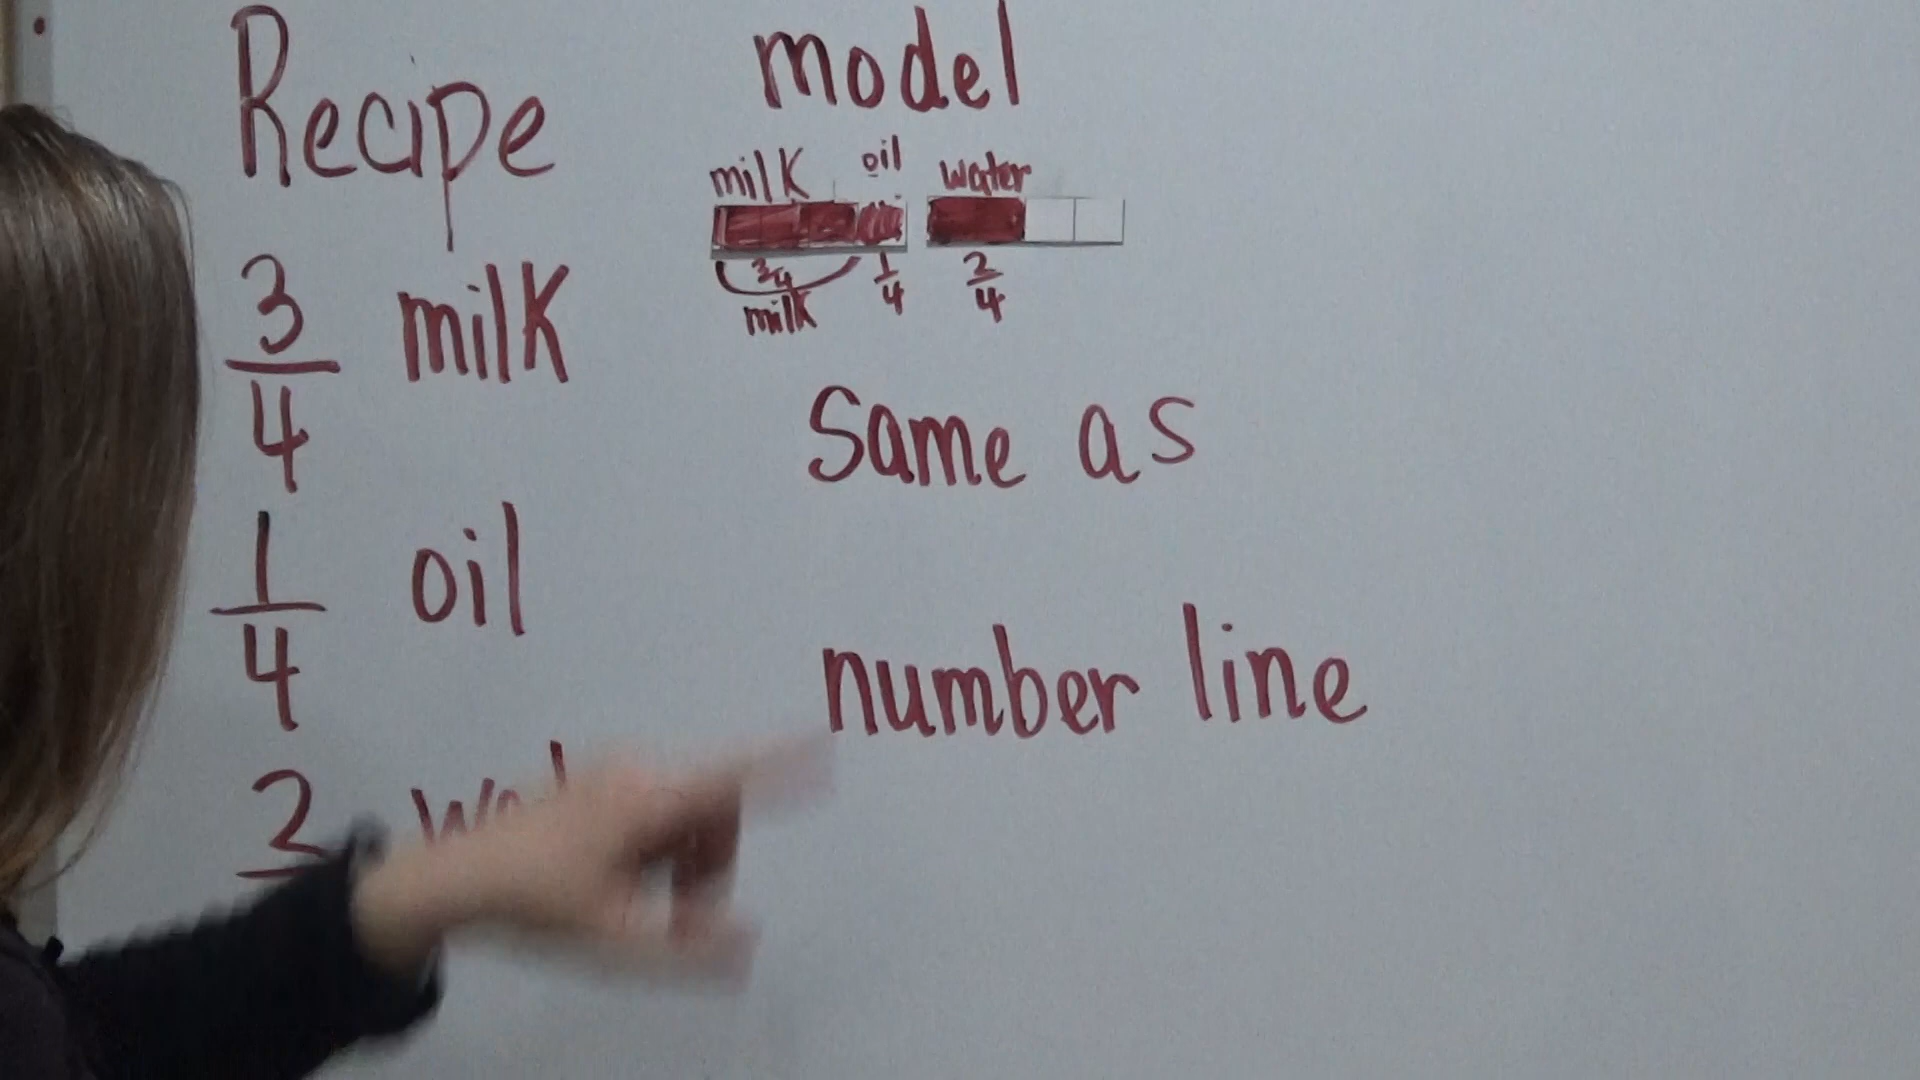 Recipe
3/4 milk
1/4 oil
2
model
milk oil water
3/4 1/4 2/4
milk
Same as
number line